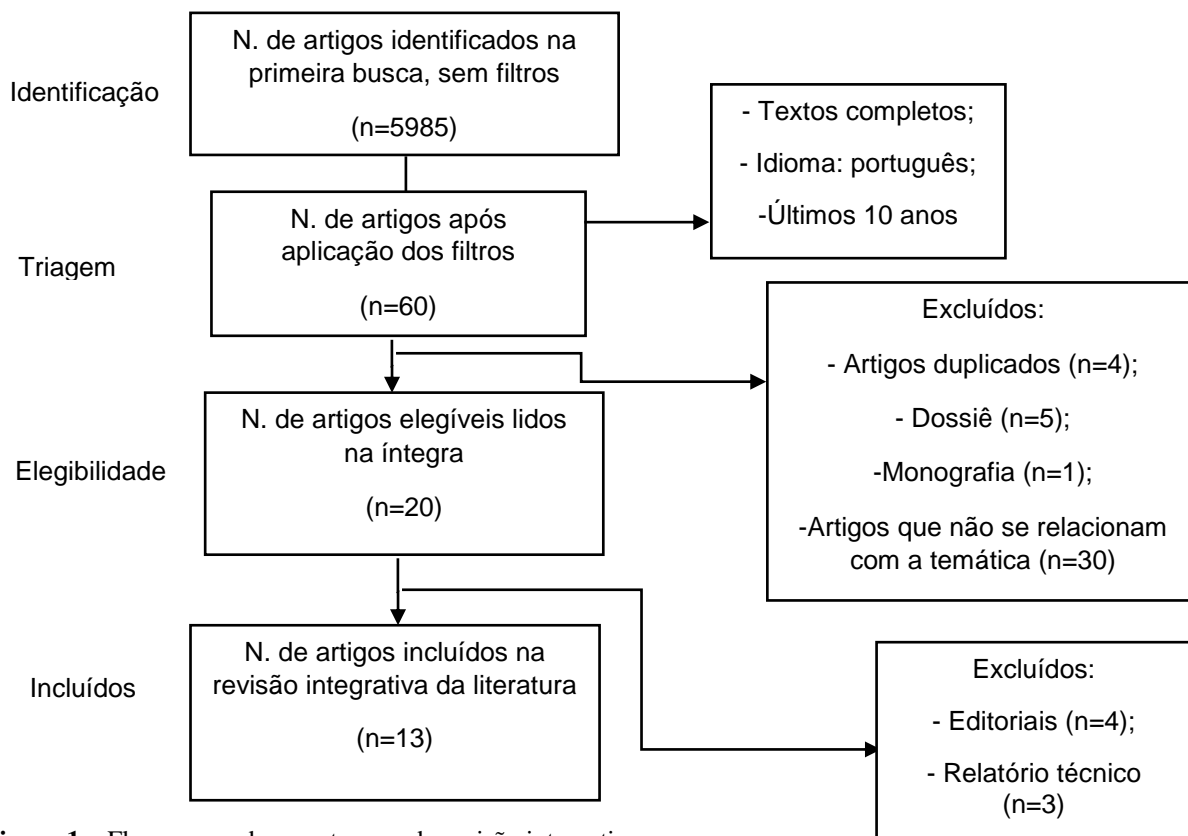 Identificação
N. de artigos identificados na
primeira busca, sem filtros
(n=5985)
- Textos completos;
- Idioma: português;
-Últimos 10 anos
Triagem
N. de artigos após
aplicação dos filtros
(n=60)
Excluídos:
- Artigos duplicados (n=4);
- Dossiê (n=5);
-Monografia (n=1);
-Artigos que não se relacionam
com a temática (n=30)
Elegibilidade
N. de artigos elegíveis lidos
na íntegra
(n=20)
Incluídos
N. de artigos incluídos na
revisão integrativa da literatura
(n=13)
Excluídos:
- Editoriais (n=4);
- Relatório técnico
(n=3)